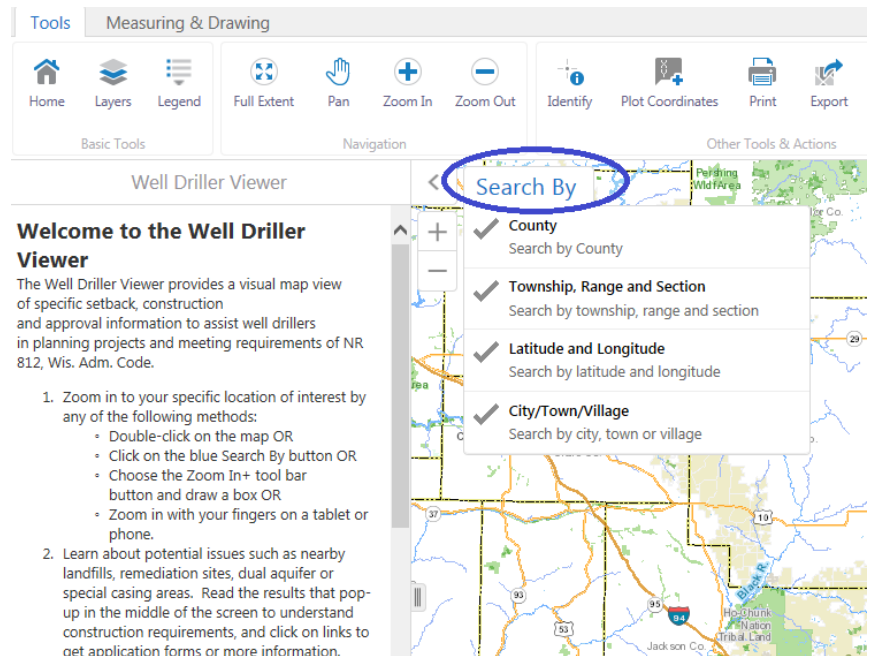 Tools Measuring & Drawing
Home Layers Legend Full Extent Pan Zoom In Zoom Out Identify Plot Coordinates Print Export
Basic Tools Navigation Other Tools & Actions
Well Driller Viewer
Welcome to the Well Driller
Viewer
The Well Driller Viewer provides a visual map view
of specific setback, construction
and approval information to assist well drillers
in planning projects and meeting requirements of NR
812, Wis. Adm. Code.
1. Zoom in to your specific location of interest by
any of the following methods:
◦ Double-click on the map OR
◦ Click on the blue Search By button OR
◦ Choose the Zoom In+ tool bar
button and draw a box OR
◦ Zoom in with your fingers on a tablet or
phone.
2. Learn about potential issues such as nearby
landfills, remediation sites, dual aquifer or
special casing areas. Read the results that pop-
up in the middle of the screen to understand
construction requirements, and click on links to
get application forms or more information.
Search By
County
Search by County
Township, Range and Section
Search by township, range and section
Latitude and Longitude
Search by latitude and longitude
City/Town/Village
Search by city, town or village
Pershing
Wld fArea
29
19
37
93
95
94
53
Black R.
Ho-Chunk
Nation
Tribal Land
Jackson Co.